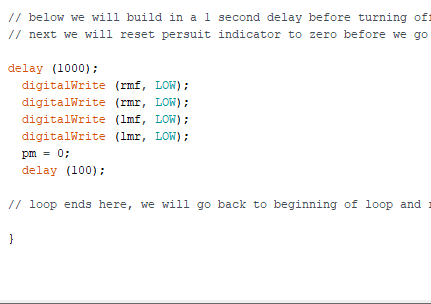 // below we will build in a 1 second delay before turning off
// next we will reset persuit indicator to zero before we go
delay (1000);
digitalWrite (rmf, LOW);
digitalWrite (rmr, LOW);
digitalWrite (lmf, LOW);
digitalWrite (lmr, LOW);
pm = 0;
delay (100);
// loop ends here, we will go back to beginning of loop and
}